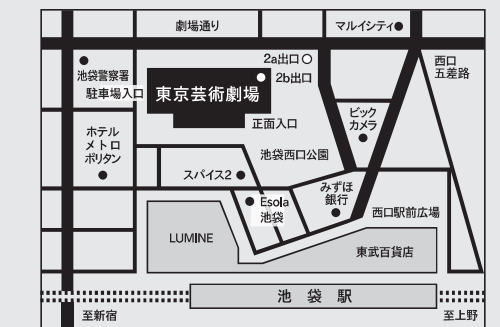 劇場通り
マルイシティ
2a出口
2b出口
西口
五差路
池袋警察署
駐車場入口
東京芸術劇場
正面入口
ビック
カメラ
ホテル
メトロ
ポリタン
池袋西口公園
スパイス2
Esola
池袋
みずほ
銀行
西口駅前広場
LUMINE
東武百貨店
池袋駅
至新宿
至上野